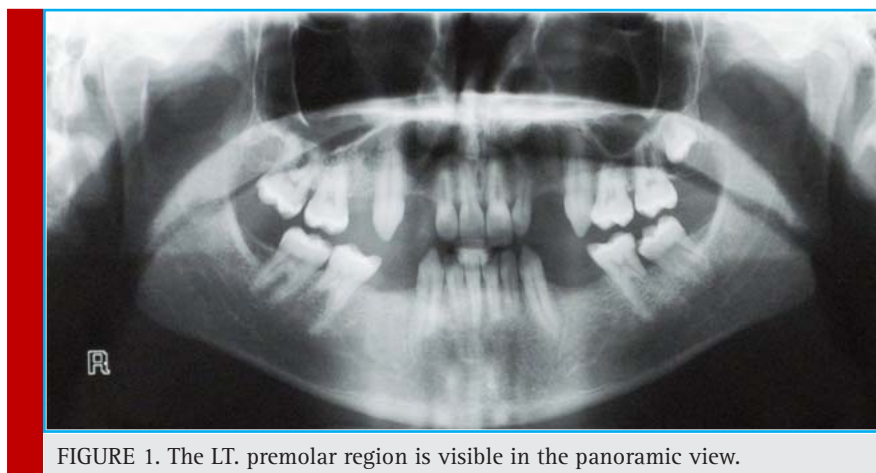 R
FIGURE 1. The LT. premolar region is visible in the panoramic view.